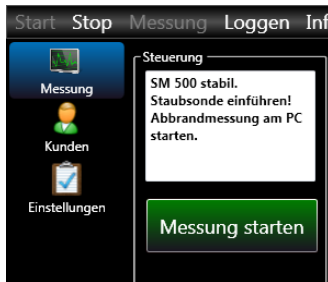 Start Stop Messung Loggen Inf
Messung
Kunden
Einstellungen
Steuerung
SM 500 stabil.
Staubsonde einführen!
Abbrandmessung am PC
starten.
Messung starten